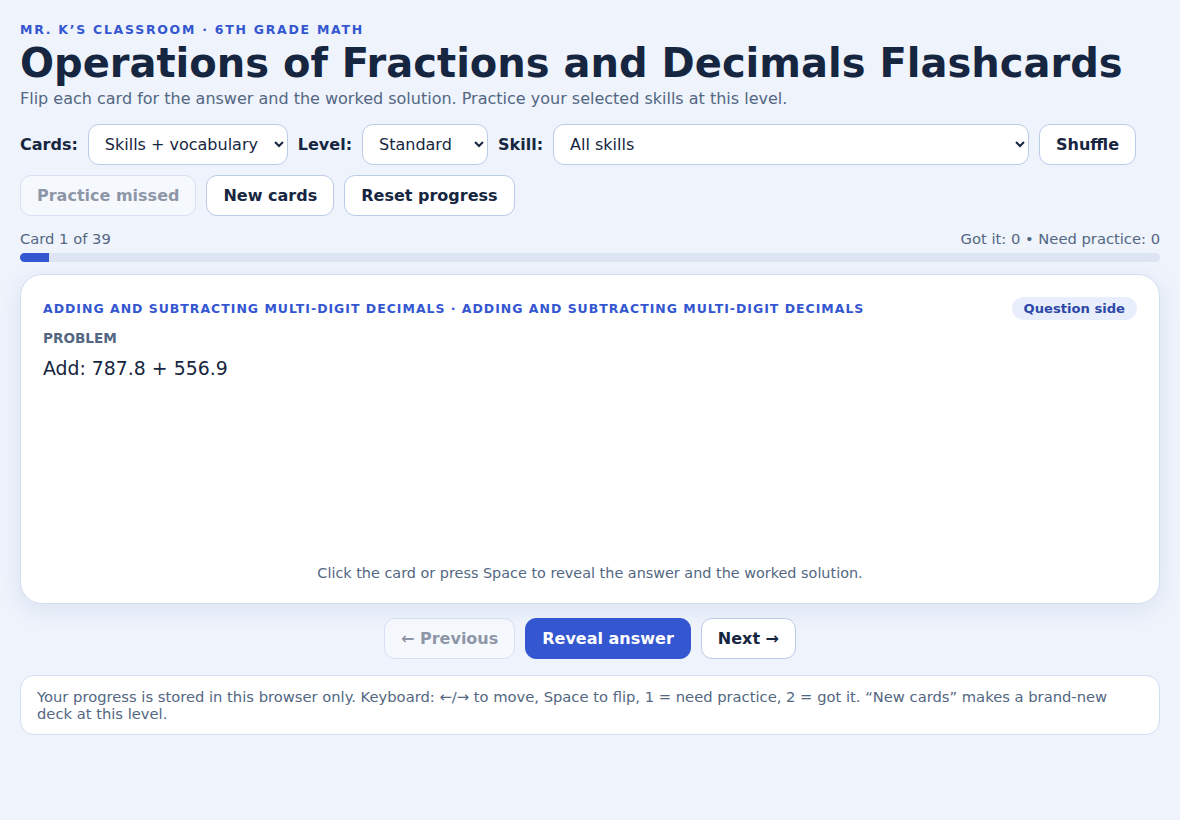 MR. K’S CLASSROOM · 6TH GRADE MATH
Operations of Fractions and Decimals Flashcards
Flip each card for the answer and the worked solution. Practice your selected skills at this level.
Cards: Skills + vocabulary Level: Standard Skill: All skills Shuffle
Practice missed New cards Reset progress
Card 1 of 39 Got it: 0 • Need practice: 0
ADDING AND SUBTRACTING MULTI-DIGIT DECIMALS · ADDING AND SUBTRACTING MULTI-DIGIT DECIMALS Question side
PROBLEM
Add: 787.8 + 556.9
Click the card or press Space to reveal the answer and the worked solution.
← Previous Reveal answer Next →
Your progress is stored in this browser only. Keyboard: ←/→ to move, Space to flip, 1 = need practice, 2 = got it. “New cards” makes a brand-new
deck at this level.